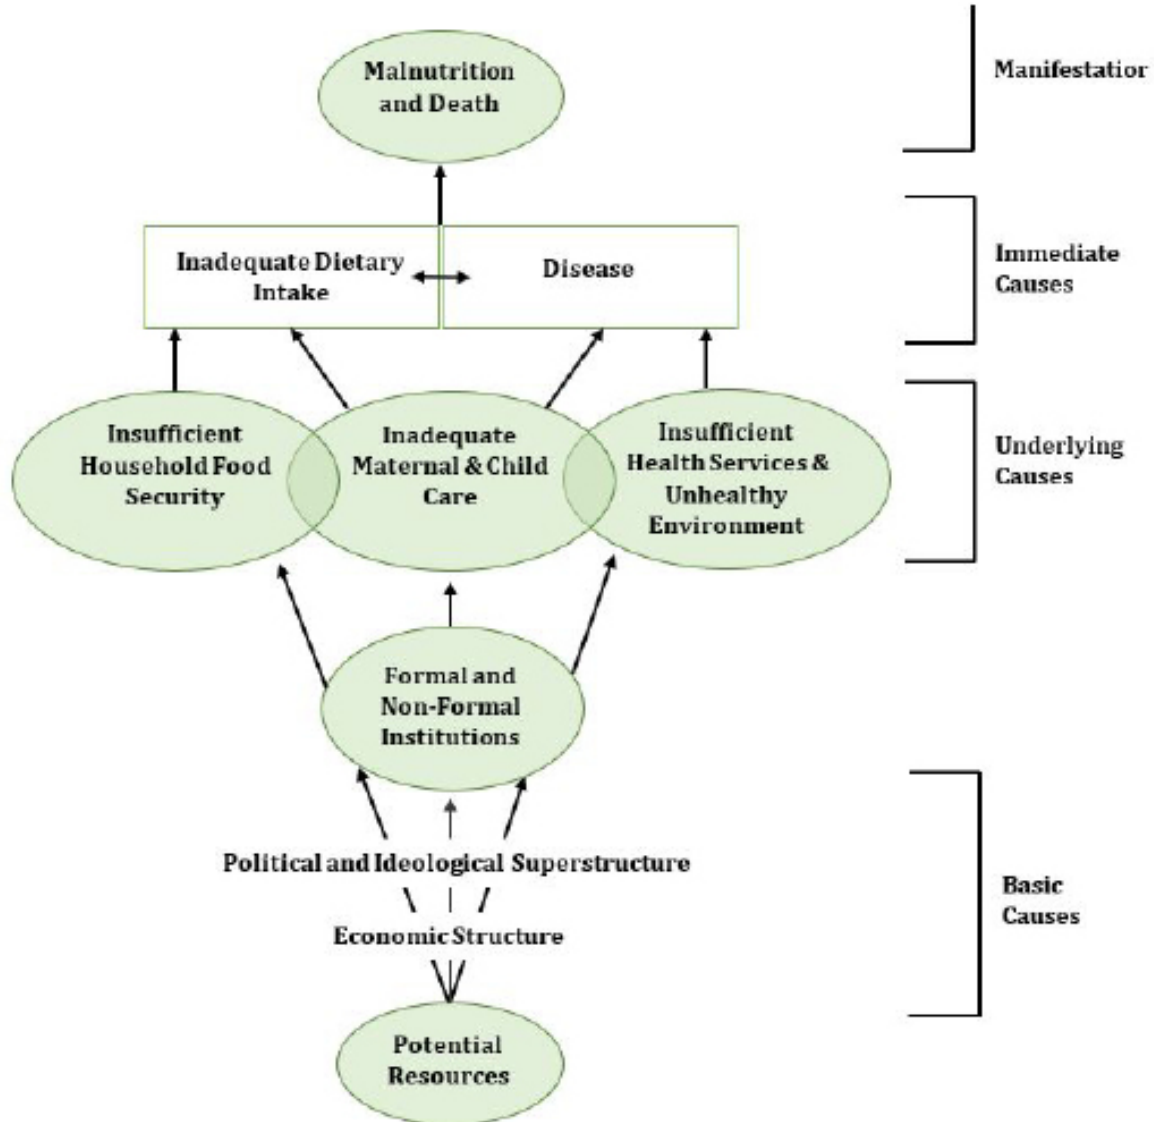 Malnutrition
and Death
Manifestatior
Inadequate Dietary
Intake
Disease
Immediate
Causes
Insufficient
Household Food
Security
Inadequate
Maternal & Child
Care
Insufficient
Health Services &
Unhealthy
Environment
Underlying
Causes
Formal and
Non-Formal
Institutions
Political and Ideological Superstructure
Economic Structure
Basic
Causes
Potential
Resources